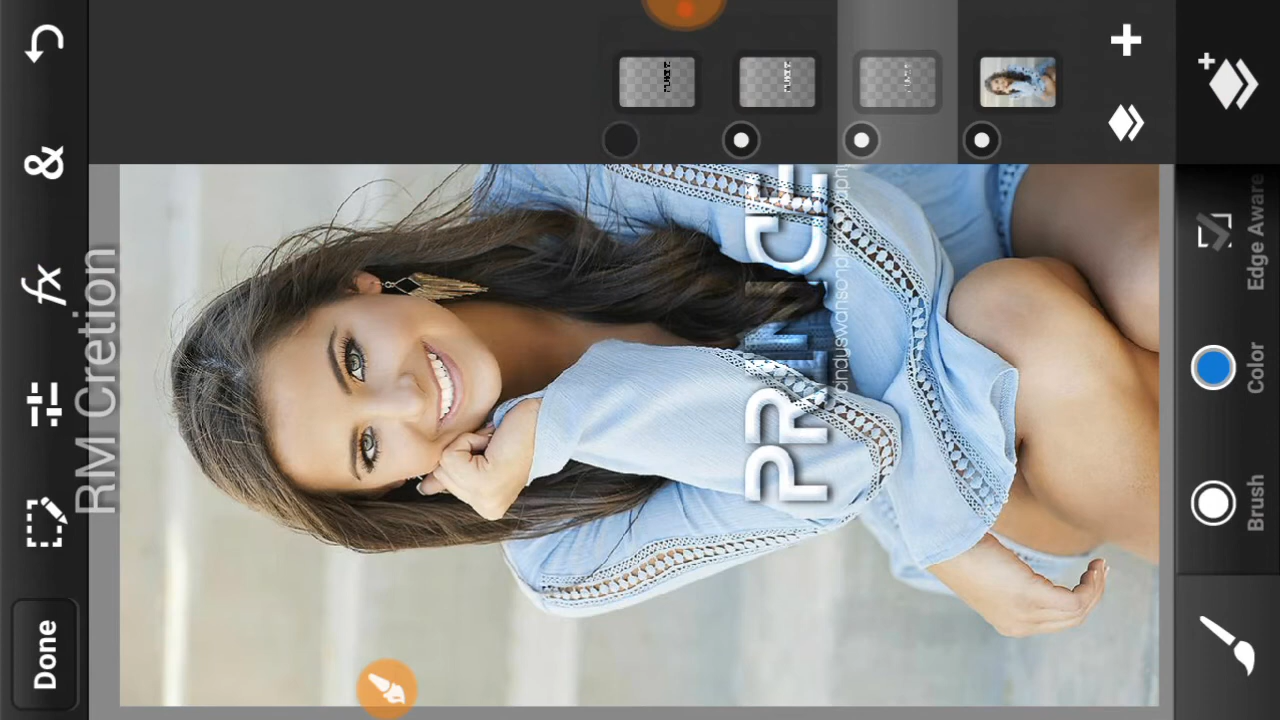 Done
RM Cretion
PRINCE
Edge Aware
Color
Brush